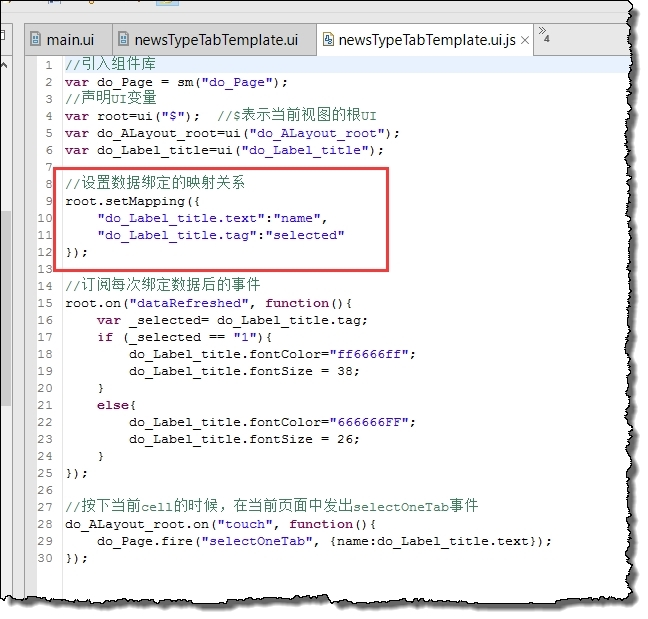 main.ui newsTypeTabTemplate.ui newsTypeTabTemplate.ui.js 4
1 //引入组件库
2 var do_Page = sm("do_Page");
3 //声明UI变量
4 var root=ui("$");  //$表示当前视图的根UI
5 var do_ALayout_root=ui("do_ALayout_root");
6 var do_Label_title=ui("do_Label_title");
7
8 //设置数据绑定的映射关系
9 root.setMapping({
10     "do_Label_title.text":"name",
11     "do_Label_title.tag":"selected"
12 });
13
14 //订阅每次绑定数据后的事件
15 root.on("dataRefreshed", function(){
16     var _selected= do_Label_title.tag;
17     if (_selected == "1"){
18         do_Label_title.fontColor="ff6666ff";
19         do_Label_title.fontSize = 38;
20     }
21     else{
22         do_Label_title.fontColor="666666FF";
23         do_Label_title.fontSize = 26;
24     }
25 });
26
27 //按下当前cell的时候，在当前页面中发出selectOneTab事件
28 do_ALayout_root.on("touch", function(){
29     do_Page.fire("selectOneTab", {name:do_Label_title.text});
30 });